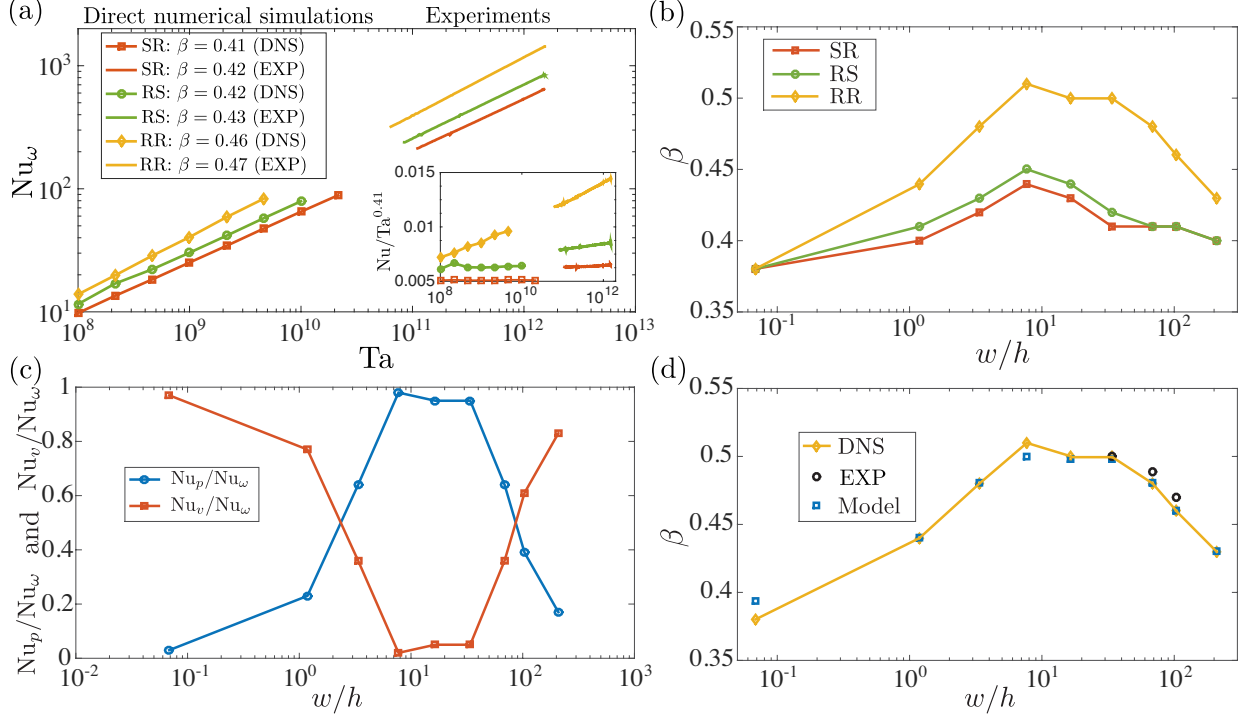 (a)
Direct numerical simulations
Experiments
SR: β = 0.41 (DNS)
SR: β = 0.42 (EXP)
RS: β = 0.42 (DNS)
RS: β = 0.43 (EXP)
RR: β = 0.46 (DNS)
RR: β = 0.47 (EXP)
Nu_ω
10^3
10^2
10^1
10^8
10^9
10^10
10^11
10^12
10^13
Ta
Nu/Ta^0.41
0.015
0.01
0.007
0.005
10^8
10^10
10^12
(b)
SR
RS
RR
β
0.55
0.5
0.45
0.4
0.35
10^-1
10^0
10^1
10^2
w/h
(c)
Nu_p/Nu_ω and Nu_v/Nu_ω
1
0.8
0.6
0.4
0.2
0
Nu_p/Nu_ω
Nu_v/Nu_ω
10^-2
10^-1
10^0
10^1
10^2
10^3
w/h
(d)
DNS
EXP
Model
β
0.55
0.5
0.45
0.4
0.35
10^-1
10^0
10^1
10^2
w/h